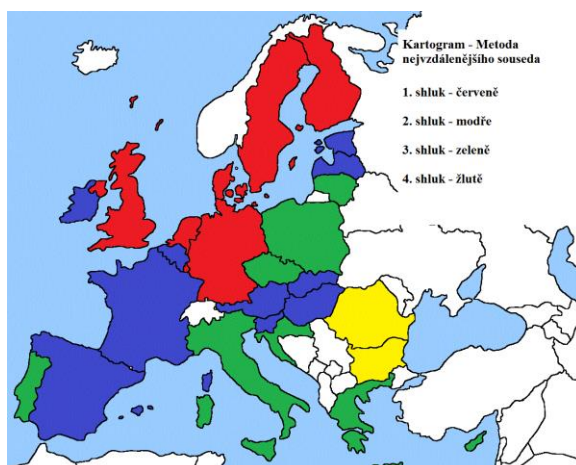 Kartogram - Metoda
nejvzdálenějšího souseda
1. shluk - červeně
2. shluk - modře
3. shluk - zeleně
4. shluk - žlutě